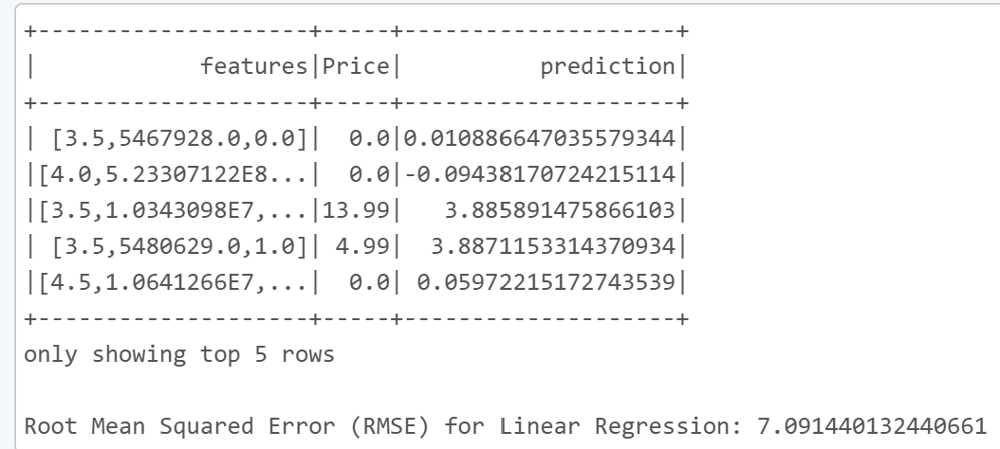 +--------------------+-----+--------------------+
|            features|Price|          prediction|
+--------------------+-----+--------------------+
| [3.5,5467928.0,0.0]|  0.0|0.010886647035579344|
|[4.0,5.23307122E8...|  0.0|-0.09438170724215114|
|[3.5,1.0343098E7,...|13.99|   3.885891475866103|
| [3.5,5480629.0,1.0]| 4.99|  3.8871153314370934|
|[4.5,1.0641266E7,...|  0.0| 0.05972215172743539|
+--------------------+-----+--------------------+
only showing top 5 rows
Root Mean Squared Error (RMSE) for Linear Regression: 7.091440132440661